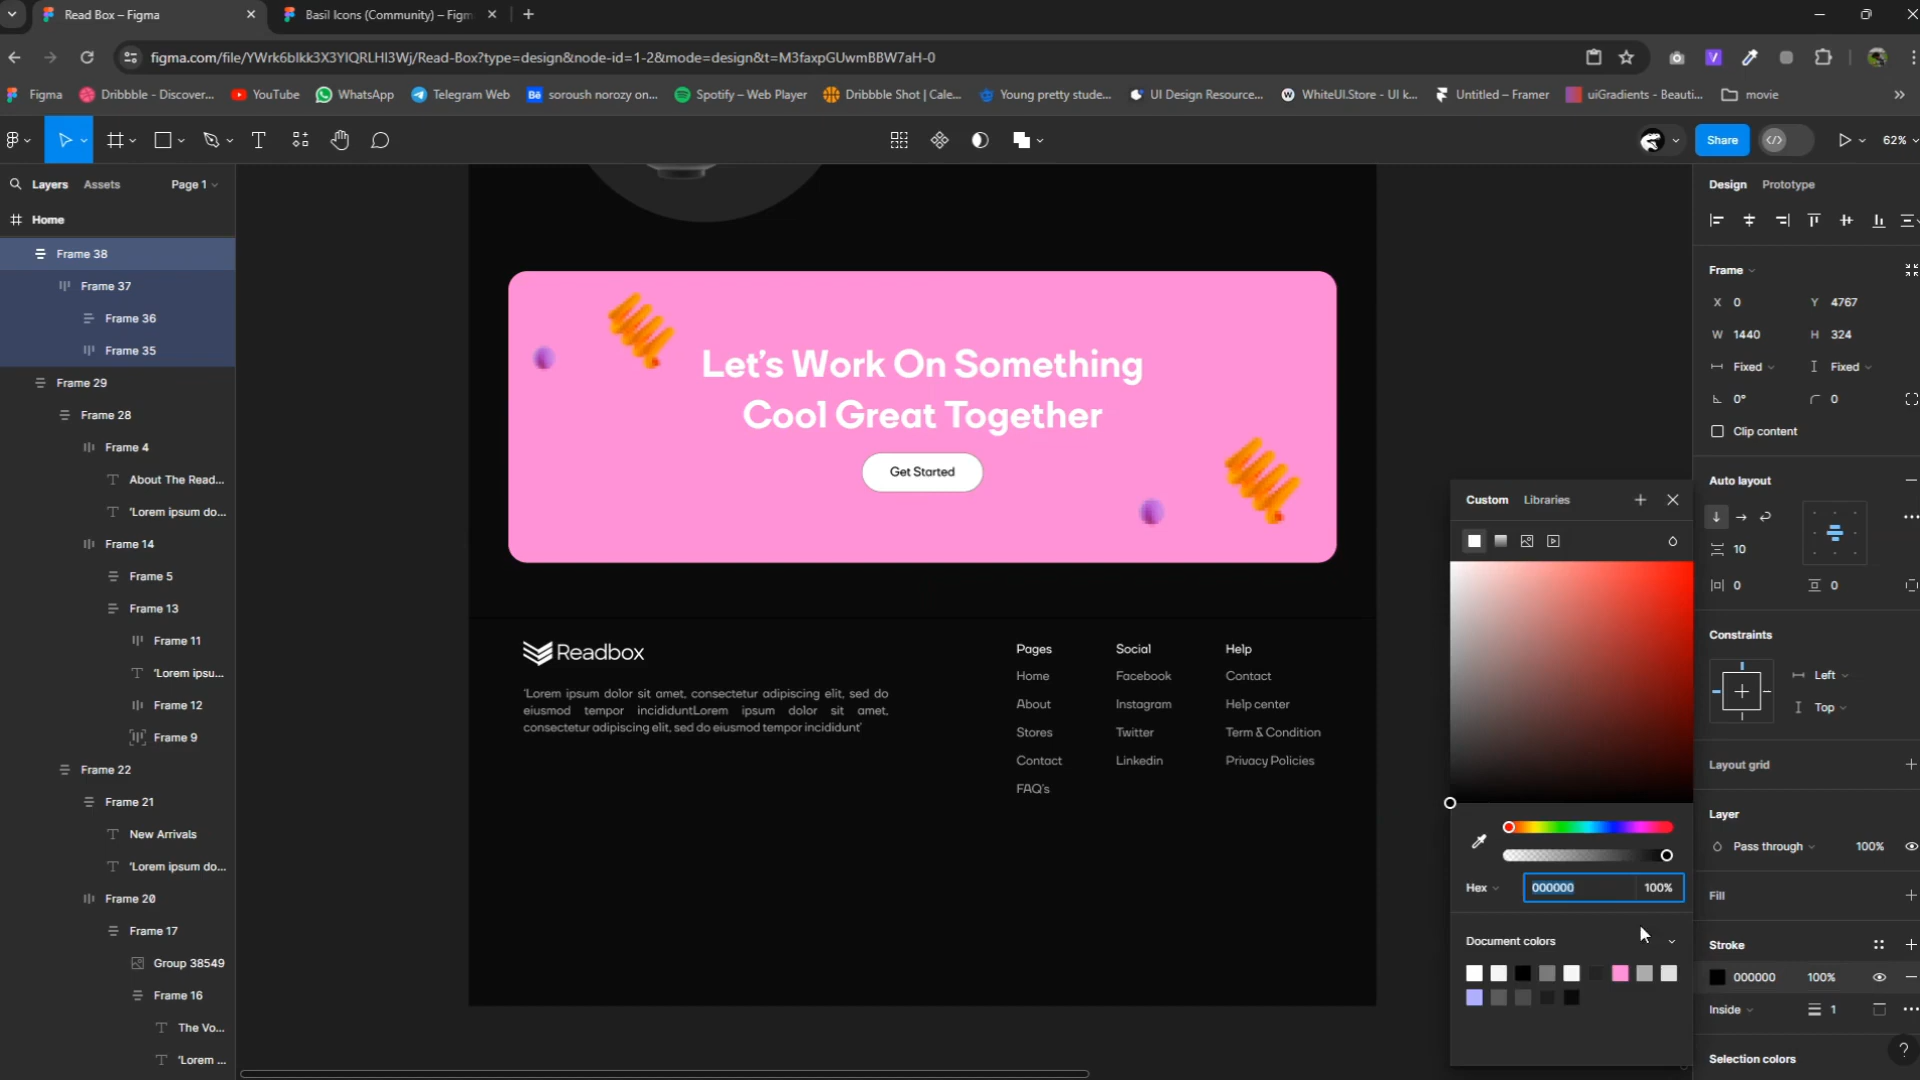 Read Box – Figma
Basil Icons (Community) – Figm
figma.com/file/YWrk6blkk3X3YIQRLHI3Wj/Read-Box?type=design&node-id=1-2&mode=design&t=M3faxpGUwmBBW7aH-0
Figma
Dribbble - Discover...
YouTube
WhatsApp
Telegram Web
Bē soroush norozy on...
Spotify – Web Player
Dribbble Shot | Cale...
Young pretty stude...
UI Design Resource...
WhiteUI.Store - UI k...
Untitled – Framer
uiGradients - Beauti...
movie
Share
62%
Layers
Assets
Page 1
Home
Frame 38
Frame 37
Frame 36
Frame 35
Frame 29
Frame 28
Frame 4
About The Read...
'Lorem ipsum do...
Frame 14
Frame 5
Frame 13
Frame 11
'Lorem ipsu...
Frame 12
Frame 9
Frame 22
Frame 21
New Arrivals
'Lorem ipsum do...
Frame 20
Frame 17
Group 38549
Frame 16
The Vo...
'Lorem ...
Let's Work On Something
Cool Great Together
Get Started
Readbox
'Lorem ipsum dolor sit amet, consectetur adipiscing elit, sed do
eiusmod tempor incididuntLorem ipsum dolor sit amet,
consectetur adipiscing elit, sed do eiusmod tempor incididunt'
Pages
Home
About
Stores
Contact
FAQ's
Social
Facebook
Instagram
Twitter
Linkedin
Help
Contact
Help center
Term & Condition
Privacy Policies
Custom
Libraries
Hex
000000
100%
Document colors
Design
Prototype
Frame
X 0
Y 4767
W 1440
H 324
Fixed
Fixed
0°
0
Clip content
Auto layout
10
0
0
Constraints
Left
Top
Layout grid
Layer
Pass through
100%
Fill
Stroke
000000
100%
Inside
1
Selection colors
?